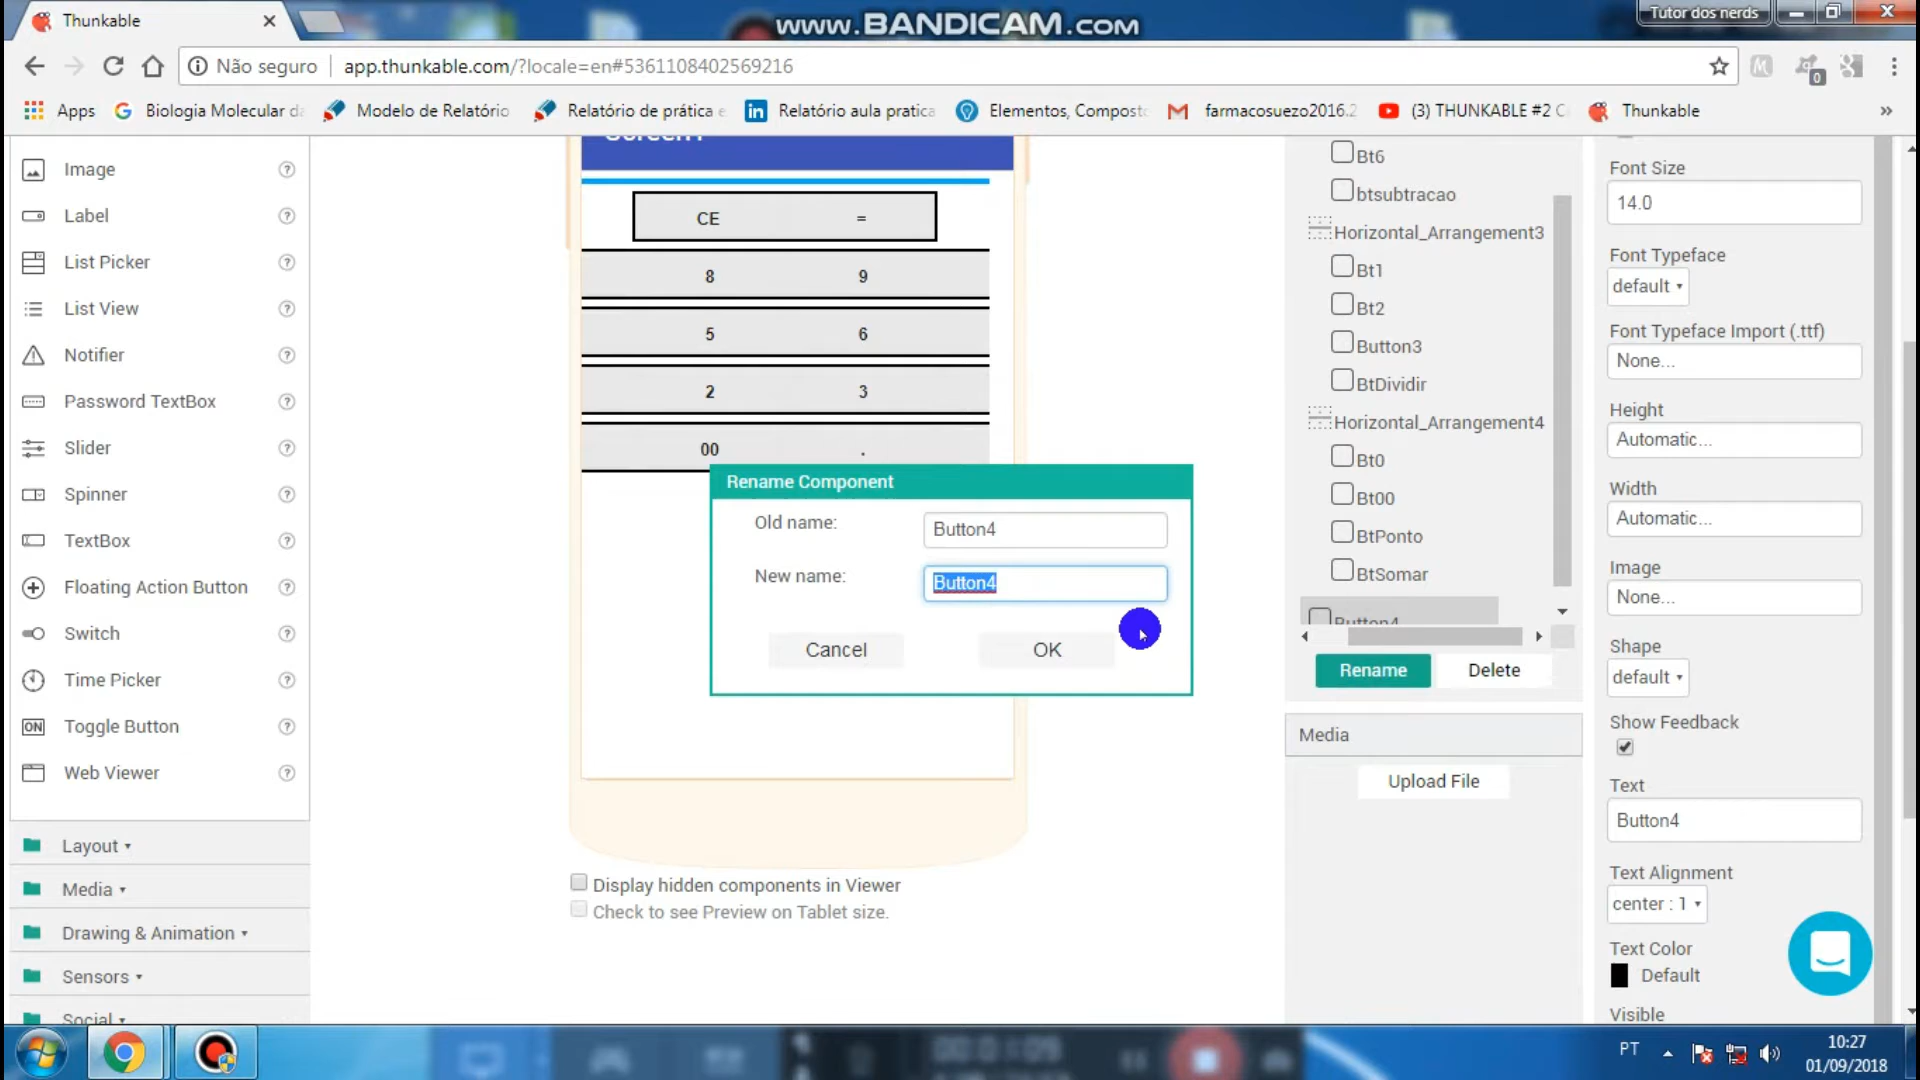 Thunkable
www.BANDICAM.com
Tutor dos nerds
Não seguro
app.thunkable.com/?locale=en#5361108402569216
0
Apps
Biologia Molecular da
Modelo de Relatório
Relatório de prática e
Relatório aula pratica
Elementos, Composto
farmacosuezo2016.2
(3) THUNKABLE #2 C
Thunkable
»
Image
Label
List Picker
List View
Notifier
Password TextBox
Slider
Spinner
TextBox
Floating Action Button
Switch
Time Picker
ON Toggle Button
Web Viewer
Layout
Media
Drawing & Animation
Sensors
Social
Screen1
CE =
8 9
5 6
2 3
00 .
Rename Component
Old name: Button4
New name: Button4
Cancel OK
Display hidden components in Viewer
Check to see Preview on Tablet size.
Bt6
btsubtracao
Horizontal_Arrangement3
Bt1
Bt2
Button3
BtDividir
Horizontal_Arrangement4
Bt0
Bt00
BtPonto
BtSomar
Button4
Rename Delete
Media
Upload File
Font Size
14.0
Font Typeface
default
Font Typeface Import (.ttf)
None...
Height
Automatic...
Width
Automatic...
Image
None...
Shape
default
Show Feedback
Text
Button4
Text Alignment
center : 1
Text Color
Default
Visible
PT
10:27
01/09/2018